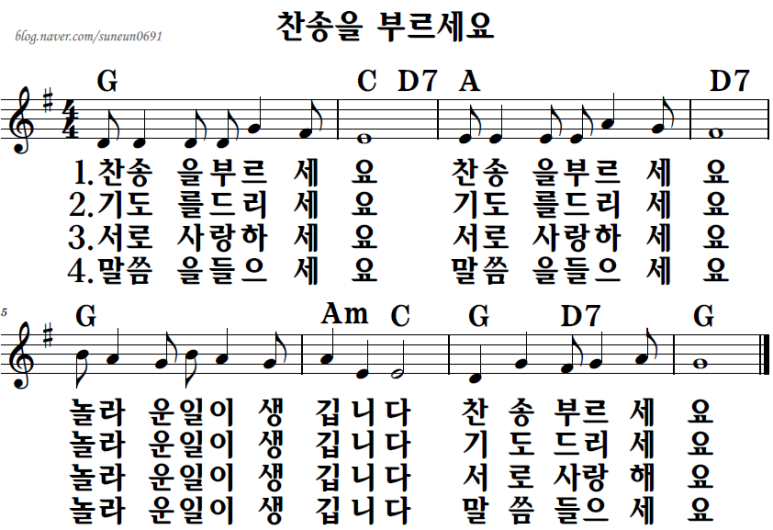 찬송을 부르세요
blog.naver.com/suneun0691
G C D7 A D7
4 4
1.찬송 을부르 세 요 찬송 을부르 세 요
2.기도 를드리 세 요 기도 를드리 세 요
3.서로 사랑하 세 요 서로 사랑하 세 요
4.말씀 을들으 세 요 말씀 을들으 세 요
5
G Am C G D7 G
놀라 운일이 생 깁니다 찬 송 부르 세 요
놀라 운일이 생 깁니다 기 도 드리 세 요
놀라 운일이 생 깁니다 서 로 사랑 해 요
놀라 운일이 생 깁니다 말 씀 들으 세 요